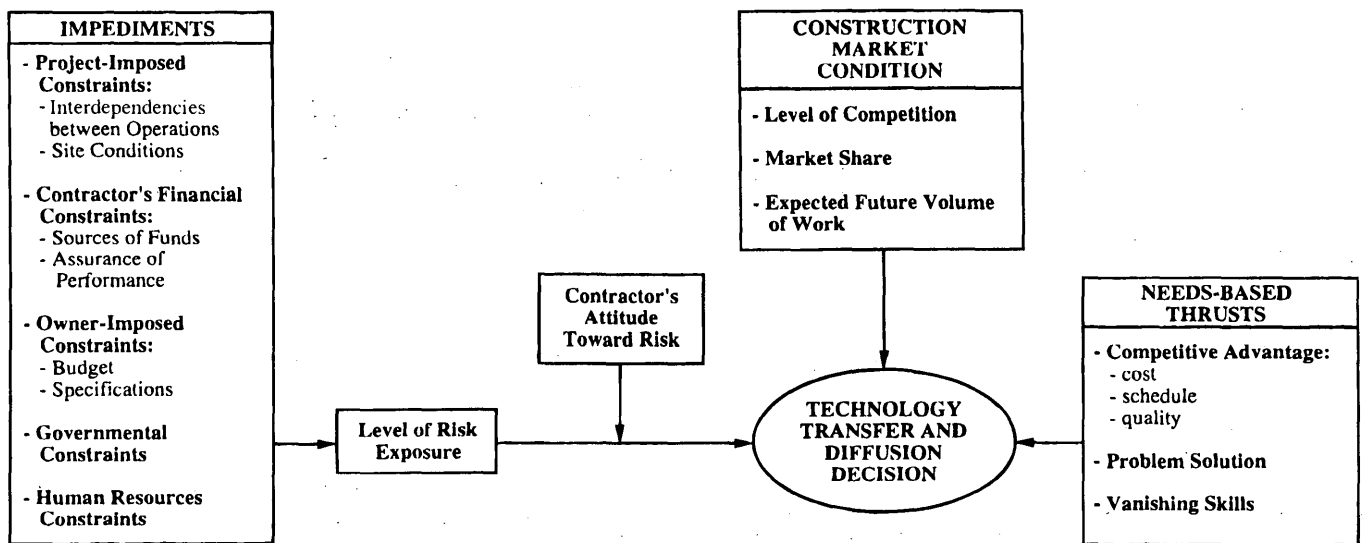 IMPEDIMENTS
- Project-Imposed
Constraints:
- Interdependencies
between Operations
- Site Conditions
- Contractor's Financial
Constraints:
- Sources of Funds
- Assurance of
Performance
- Owner-Imposed
Constraints:
- Budget
- Specifications
- Governmental
Constraints
- Human Resources
Constraints
Level of Risk
Exposure
Contractor's
Attitude
Toward Risk
CONSTRUCTION
MARKET
CONDITION
- Level of Competition
- Market Share
- Expected Future Volume
of Work
TECHNOLOGY
TRANSFER AND
DIFFUSION
DECISION
NEEDS-BASED
THRUSTS
- Competitive Advantage:
- cost
- schedule
- quality
- Problem Solution
- Vanishing Skills